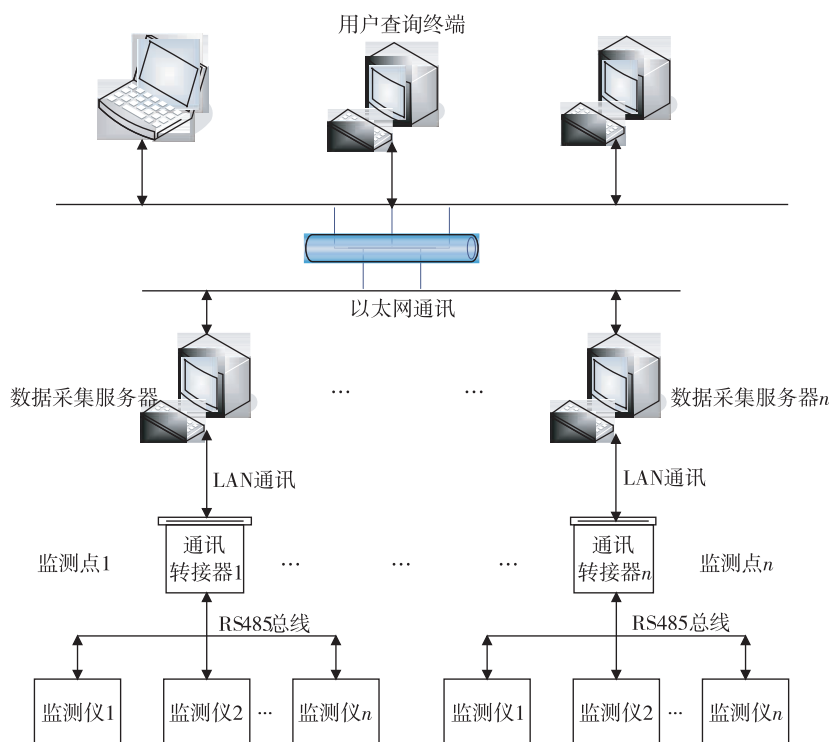 用户查询终端
以太网通讯
数据采集服务器
… …
数据采集服务器n
LAN通讯
LAN通讯
监测点1
通讯
转接器1
… … …
通讯
转接器n
监测点n
RS485总线
RS485总线
监测仪1
监测仪2
…
监测仪n
监测仪1
监测仪2
…
监测仪n